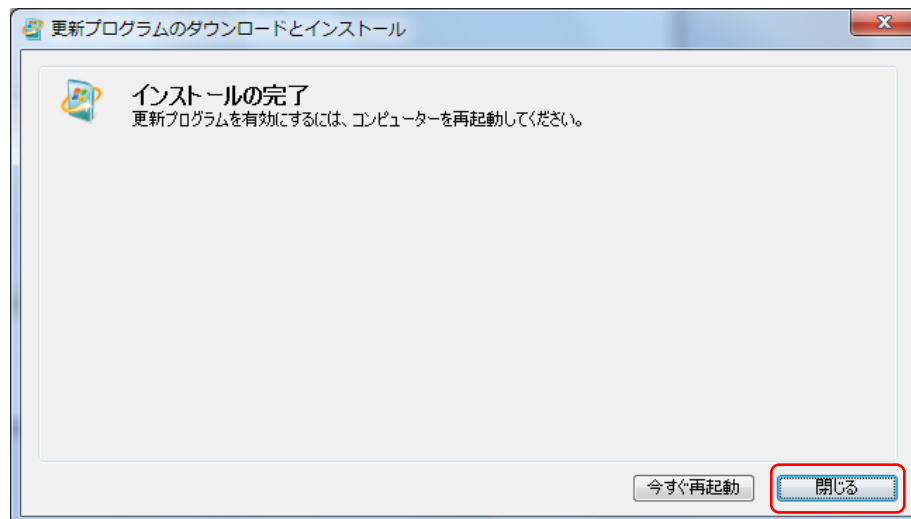 更新プログラムのダウンロードとインストール
インストールの完了
更新プログラムを有効にするには、コンピューターを再起動してください。
今すぐ再起動
閉じる